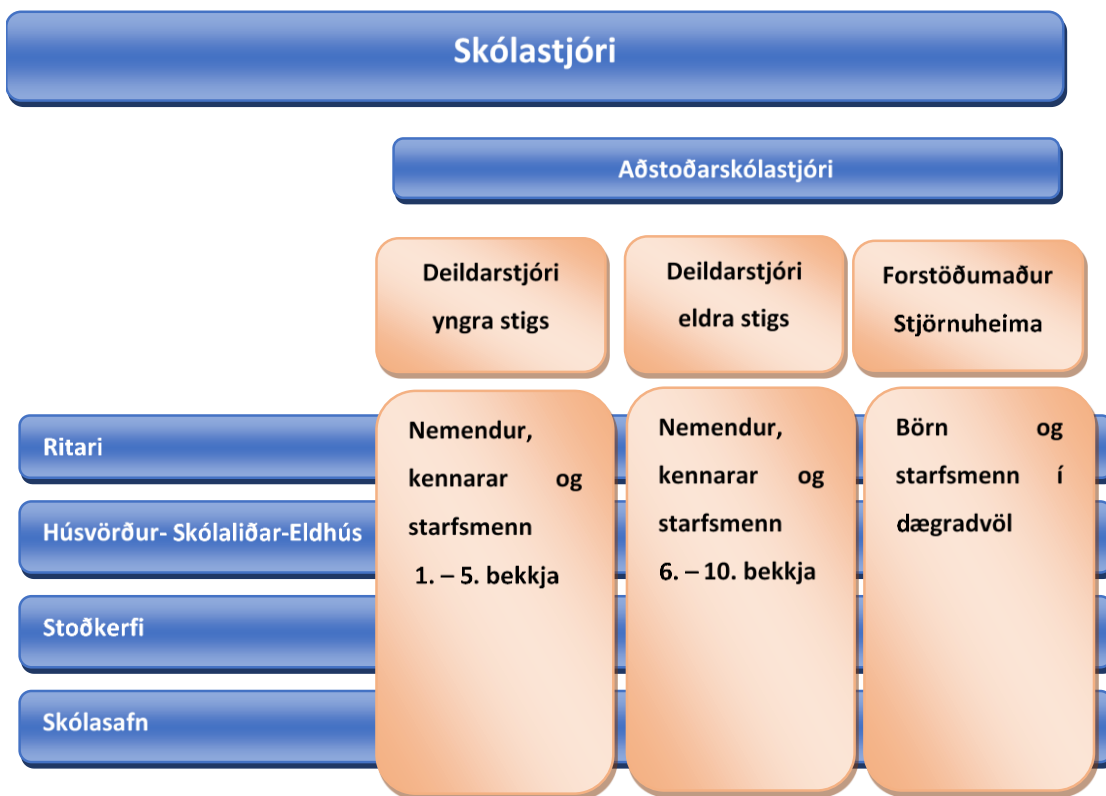 Skólastjóri
Aðstoðarskólastjóri
Deildarstjóri
yngra stigs
Deildarstjóri
eldra stigs
Forstöðumaður
Stjörnuheima
Ritari
Húsvörður- Skólaliðar-Eldhús
Stoðkerfi
Skólasafn
Nemendur,
kennarar og
starfsmenn
1. – 5. bekkja
Nemendur,
kennarar og
starfsmenn
6. – 10. bekkja
Börn og
starfsmenn í
dægradvöl